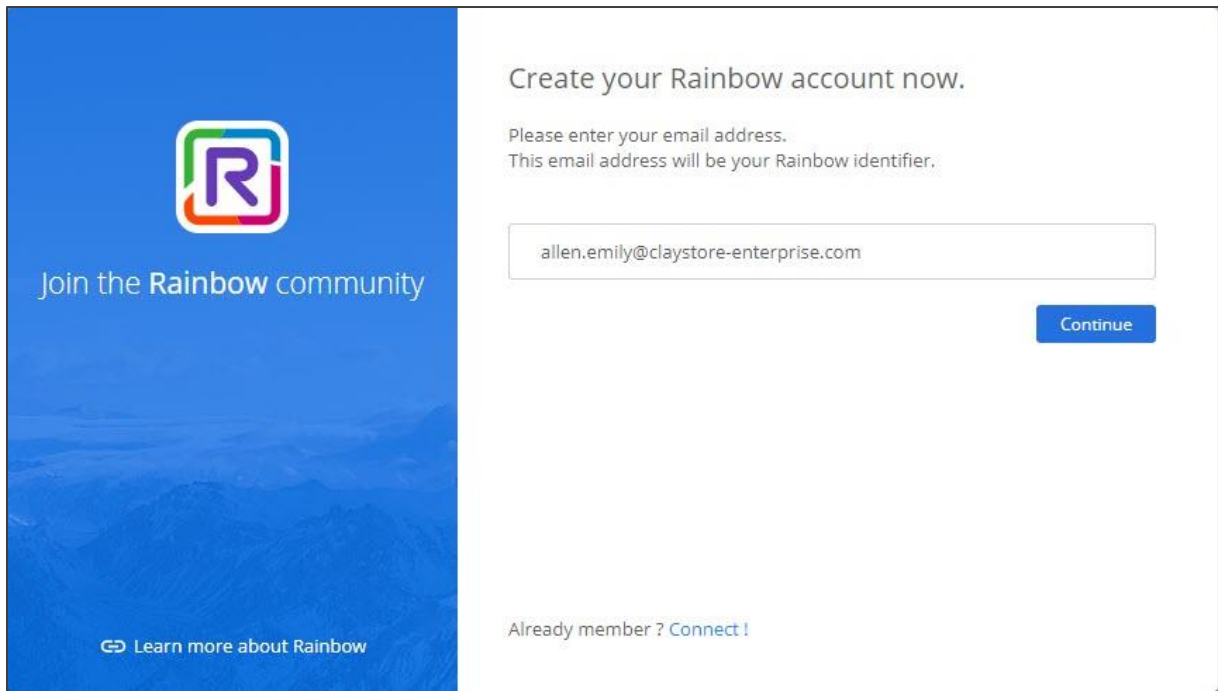 R
Join the Rainbow community
Learn more about Rainbow
Create your Rainbow account now.
Please enter your email address.
This email address will be your Rainbow identifier.
allen.emily@claystore-enterprise.com
Continue
Already member ? Connect !